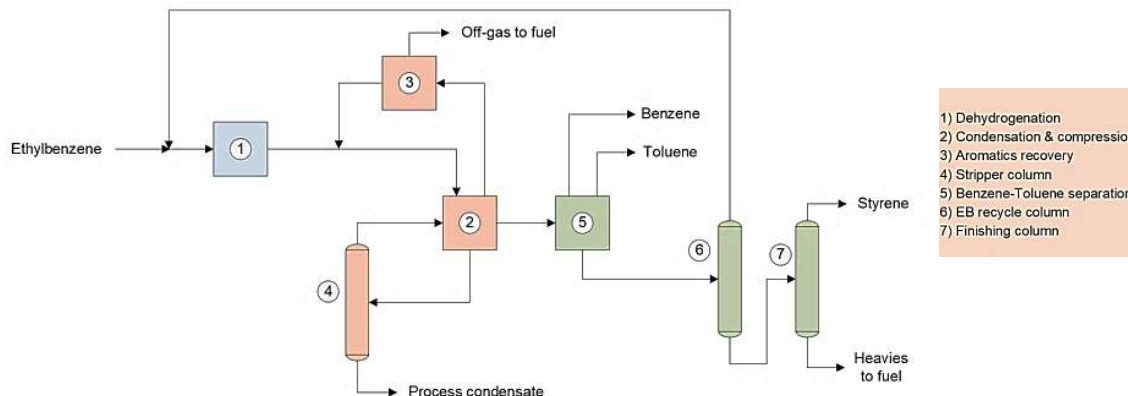 Off-gas to fuel
3
Benzene
Ethylbenzene
1
Toluene
2
5
Styrene
6
7
4
Heavies
to fuel
Process condensate
1) Dehydrogenation
2) Condensation & compressio
3) Aromatics recovery
4) Stripper column
5) Benzene-Toluene separation
6) EB recycle column
7) Finishing column